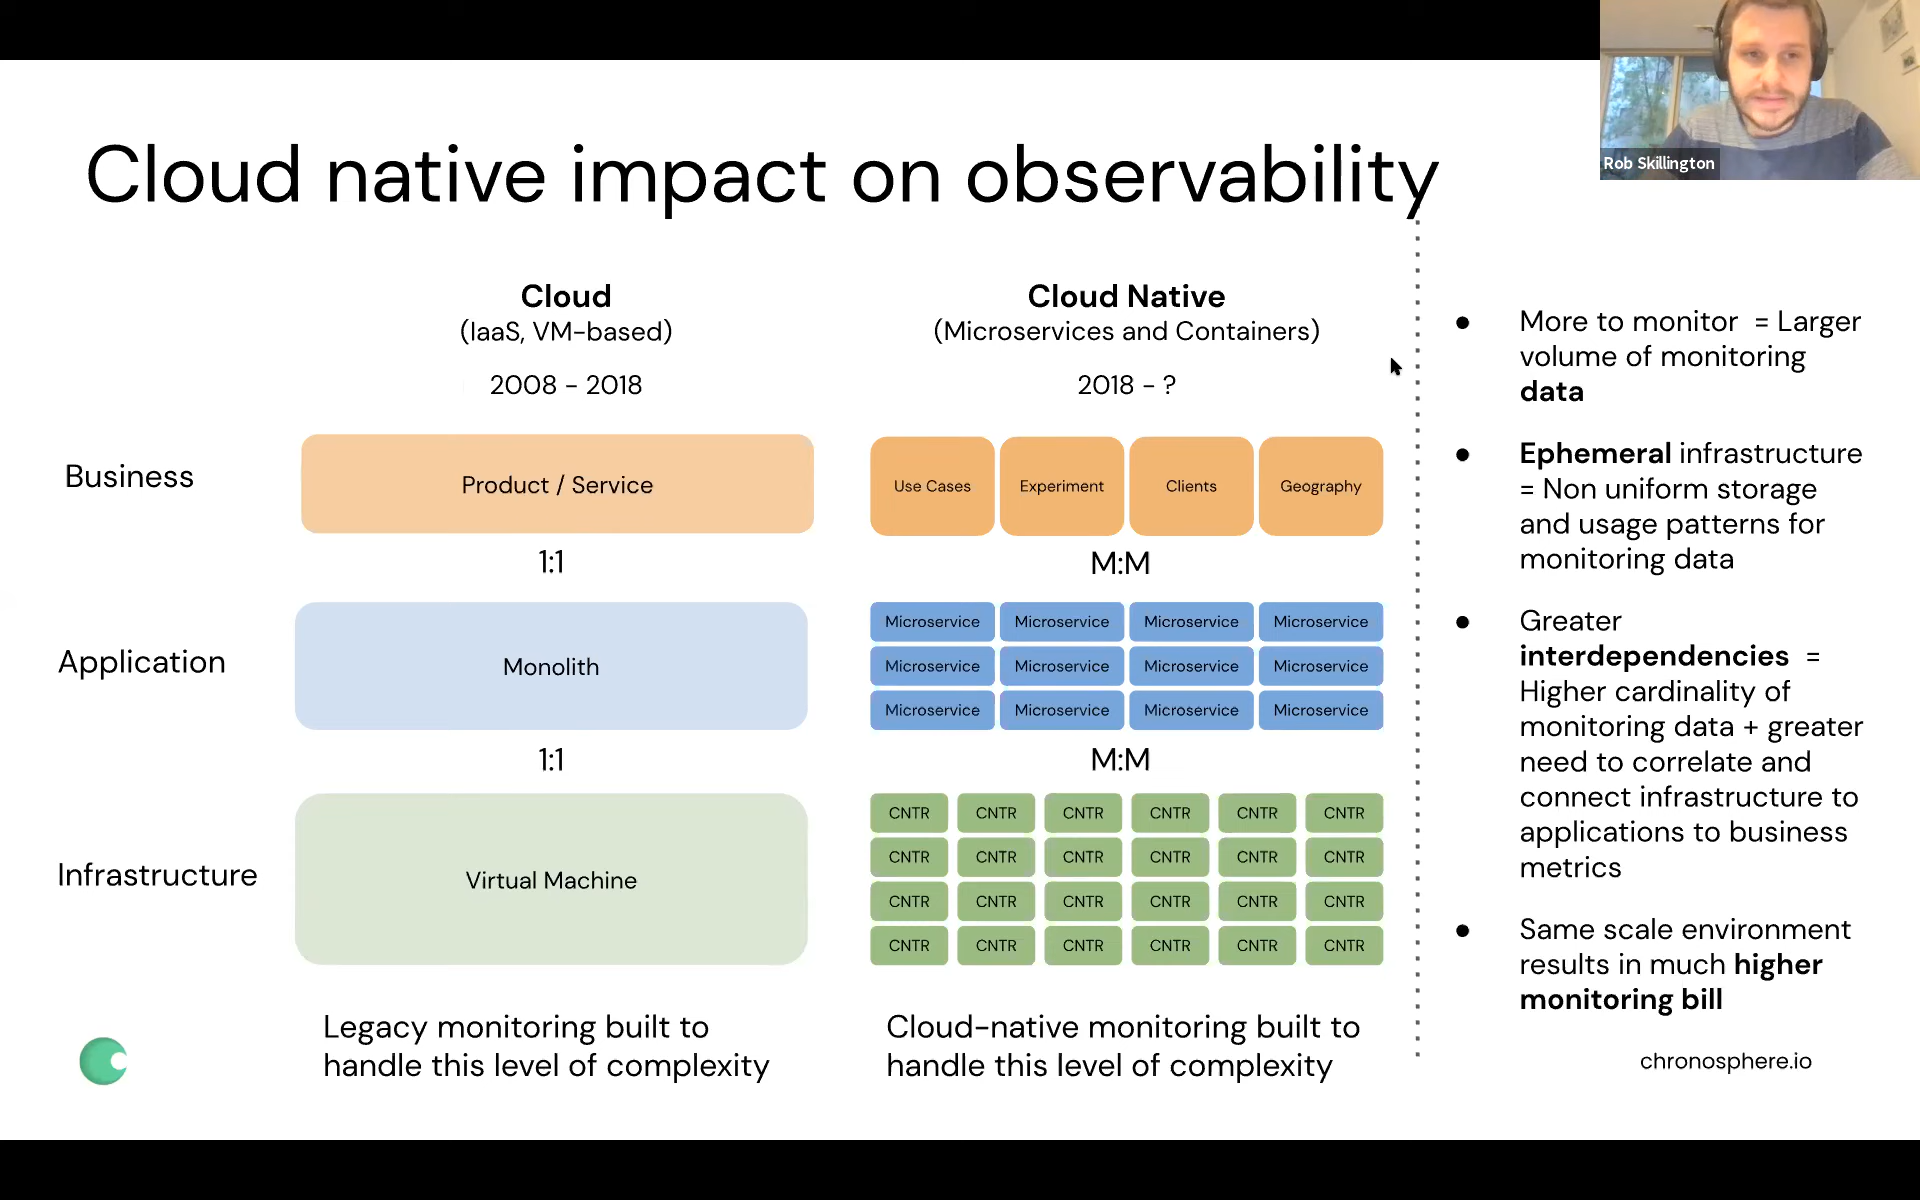 Rob Skillington
Cloud native impact on observability
Cloud
(IaaS, VM-based)
2008 - 2018
Cloud Native
(Microservices and Containers)
2018 - ?
Business
Product / Service
Use Cases
Experiment
Clients
Geography
1:1
M:M
Application
Monolith
Microservice Microservice Microservice Microservice
Microservice Microservice Microservice Microservice
Microservice Microservice Microservice Microservice
1:1
M:M
Infrastructure
Virtual Machine
CNTR CNTR CNTR CNTR CNTR CNTR
CNTR CNTR CNTR CNTR CNTR CNTR
CNTR CNTR CNTR CNTR CNTR CNTR
CNTR CNTR CNTR CNTR CNTR CNTR
Legacy monitoring built to
handle this level of complexity
Cloud-native monitoring built to
handle this level of complexity
● More to monitor = Larger
volume of monitoring
data
● Ephemeral infrastructure
= Non uniform storage
and usage patterns for
monitoring data
● Greater
interdependencies =
Higher cardinality of
monitoring data + greater
need to correlate and
connect infrastructure to
applications to business
metrics
● Same scale environment
results in much higher
monitoring bill
chronosphere.io